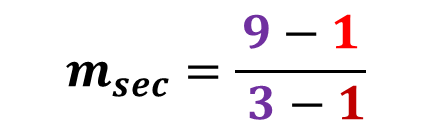 m_sec = (9 − 1)/(3 − 1)